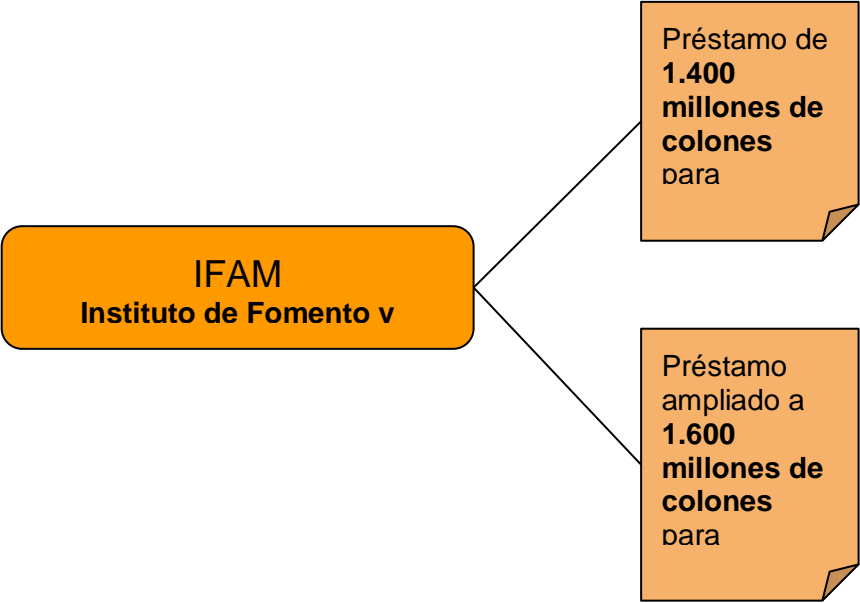 IFAM
Instituto de Fomento y
Préstamo de
1.400
millones de
colones
para
Préstamo
ampliado a
1.600
millones de
colones
para